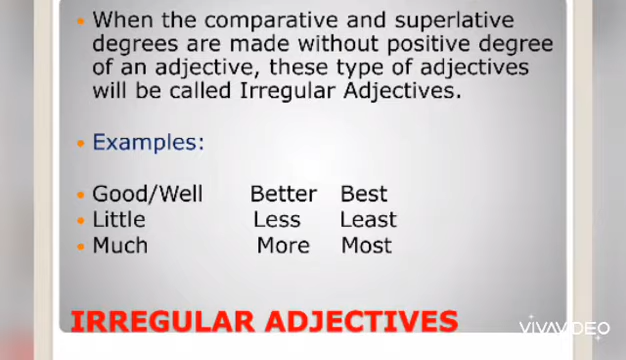 When the comparative and superlative
degrees are made without positive degree
of an adjective, these type of adjectives
will be called Irregular Adjectives.
Examples:
Good/Well Better Best
Little Less Least
Much More Most
IRREGULAR ADJECTIVES
VIVAVIDEO